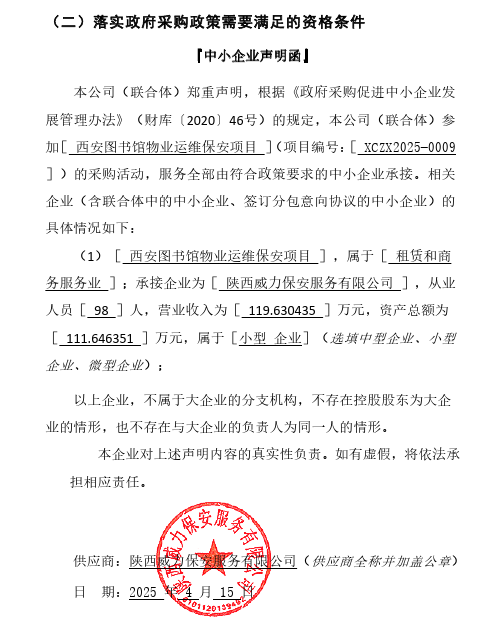 （二）落实政府采购政策需要满足的资格条件
『中小企业声明函』
本公司（联合体）郑重声明，根据《政府采购促进中小企业发
展管理办法》（财库〔2020〕46号）的规定，本公司（联合体）参
加[ 西安图书馆物业运维保安项目 ](项目编号：[ XCZX2025-0009
])的采购活动，服务全部由符合政策要求的中小企业承接。相关
企业（含联合体中的中小企业、签订分包意向协议的中小企业）的
具体情况如下：
（1）[ 西安图书馆物业运维保安项目 ]，属于[ 租赁和商
务服务业 ]；承接企业为[ 陕西威力保安服务有限公司 ]，从业
人员[ 98 ]人，营业收入为[ 119.630435 ]万元，资产总额为
[ 111.646351 ]万元，属于[小型 企业]（选填中型企业、小型
企业、微型企业）；
以上企业，不属于大企业的分支机构，不存在控股股东为大企
业的情形，也不存在与大企业的负责人为同一人的情形。
本企业对上述声明内容的真实性负责。如有虚假，将依法承
担相应责任。
供应商：陕西威力保安服务有限公司（供应商全称并加盖公章）
日 期：2025 年 4 月 15 日
陕西威力保安服务有限公司